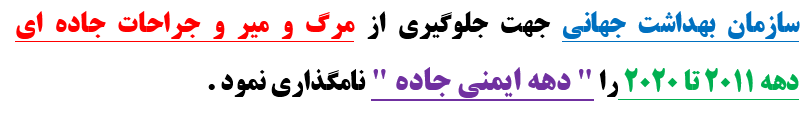 سازمان بهداشت جهانی جهت جلوگیری از مرگ و میر و جراحات جاده ای
دهه ۲۰۱۱ تا ۲۰۲۰ را " دهه ایمنی جاده " نامگذاری نمود .